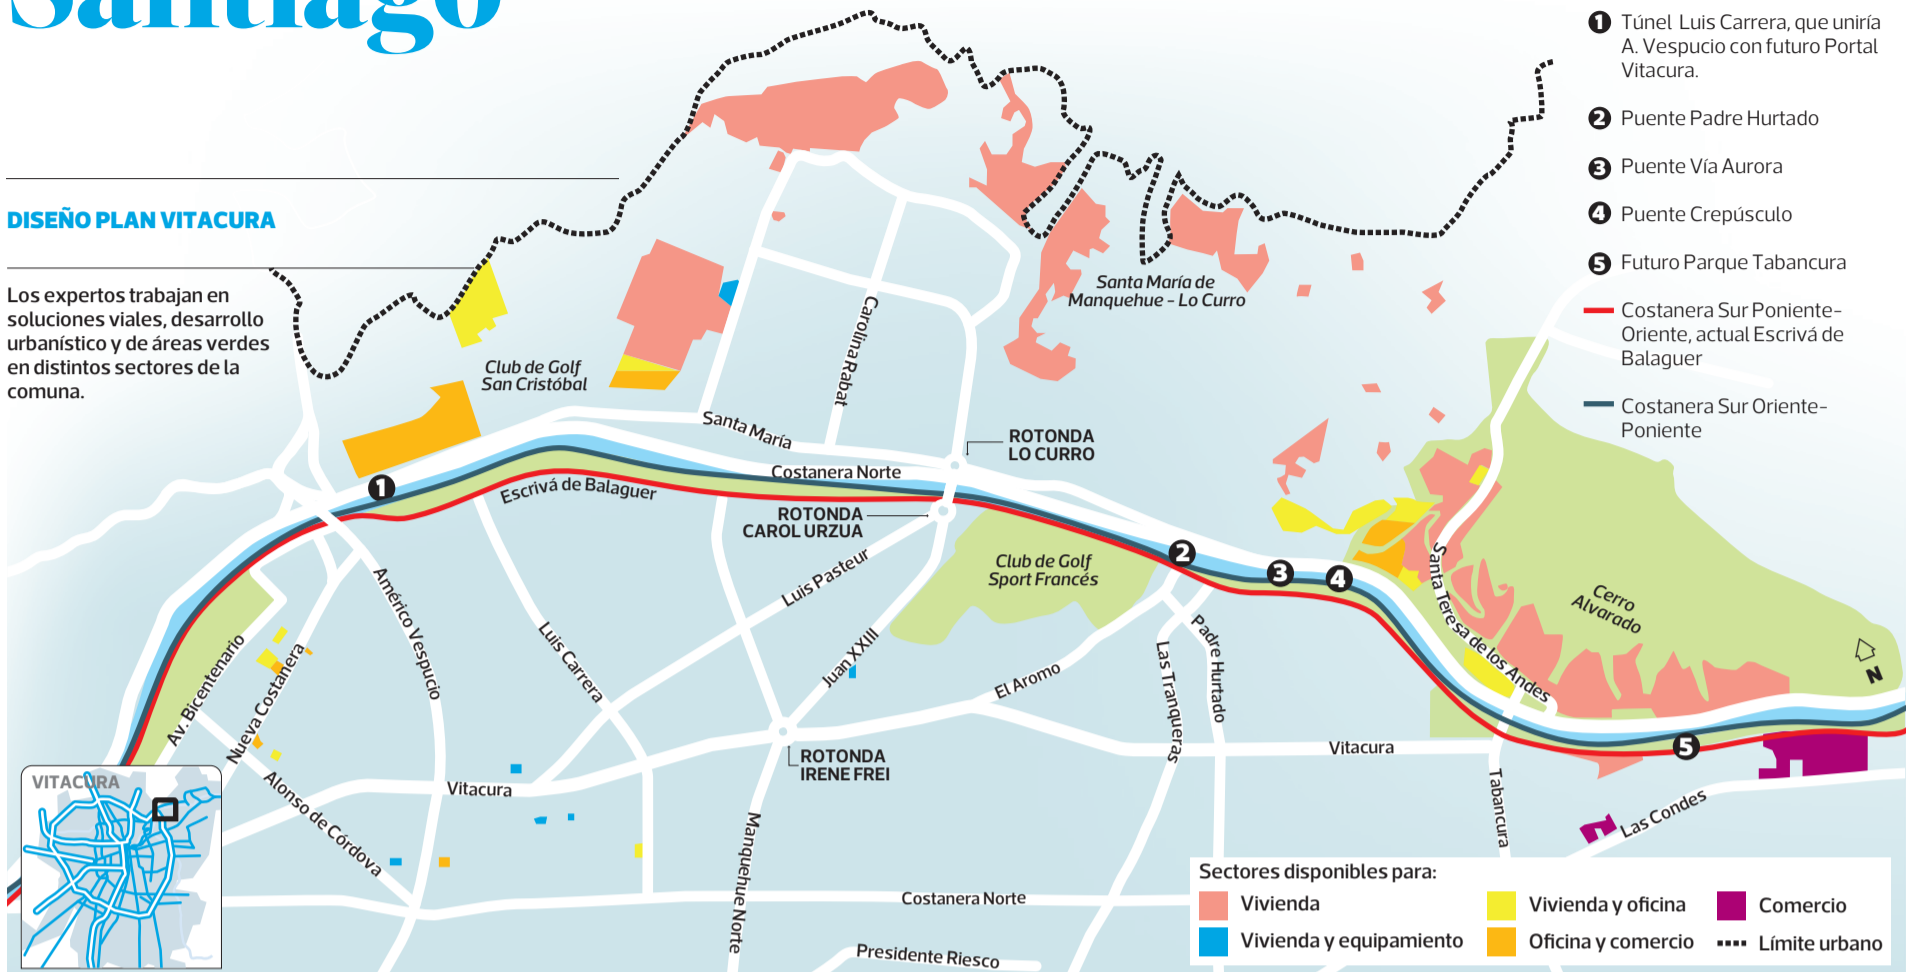 Santiago
DISEÑO PLAN VITACURA
Los expertos trabajan en
soluciones viales, desarrollo
urbanístico y de áreas verdes
en distintos sectores de la
comuna.
1 Túnel Luis Carrera, que uniría
A. Vespucio con futuro Portal
Vitacura.
2 Puente Padre Hurtado
3 Puente Vía Aurora
4 Puente Crepúsculo
5 Futuro Parque Tabancura
Costanera Sur Poniente-
Oriente, actual Escrivá de
Balaguer
Costanera Sur Oriente-
Poniente
Santa María de
Manquehue - Lo Curro
Club de Golf
San Cristóbal
Carolina Rabat
Santa María
ROTONDA
LO CURRO
Costanera Norte
1
Escrivá de Balaguer
ROTONDA
CAROL URZUA
Club de Golf
Sport Francés
2
3
4
Santa Teresa de los Andes
Cerro
Alvarado
N
Luis Pasteur
Américo Vespucio
Luis Carrera
Juan XXIII
El Aromo
Las Tranqueras
Padre Hurtado
Av. Bicentenario
Nueva Costanera
ROTONDA
IRENE FREI
Vitacura
5
Tabancura
Las Condes
VITACURA
Alonso de Córdova
Vitacura
Manquehue Norte
Costanera Norte
Presidente Riesco
Sectores disponibles para:
Vivienda
Vivienda y equipamiento
Vivienda y oficina
Oficina y comercio
Comercio
Límite urbano